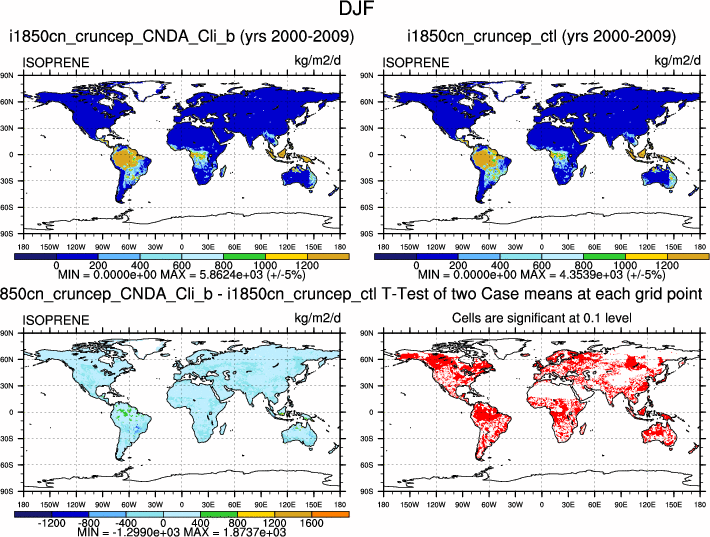 DJF
i1850cn_cruncep_CNDA_Cli_b (yrs 2000-2009)
ISOPRENE kg/m2/d
90N
60N
30N
0
30S
60S
90S
180 150W 120W 90W 60W 30W 0 30E 60E 90E 120E 150E 180
0 200 400 600 800 1000 1200
MIN = 0.0000e+00 MAX = 5.8624e+03 (+/-5%)
i1850cn_cruncep_ctl (yrs 2000-2009)
ISOPRENE kg/m2/d
90N
60N
30N
0
30S
60S
90S
180 150W 120W 90W 60W 30W 0 30E 60E 90E 120E 150E 180
0 200 400 600 800 1000 1200
MIN = 0.0000e+00 MAX = 4.3539e+03 (+/-5%)
850cn_cruncep_CNDA_Cli_b - i1850cn_cruncep_ctl
ISOPRENE kg/m2/d
90N
60N
30N
0
30S
60S
90S
180 150W 120W 90W 60W 30W 0 30E 60E 90E 120E 150E 180
-1200 -800 -400 0 400 800 1200 1600
MIN = -1.2990e+03 MAX = 1.8737e+03
T-Test of two Case means at each grid point
Cells are significant at 0.1 level
90N
60N
30N
0
30S
60S
90S
180 150W 120W 90W 60W 30W 0 30E 60E 90E 120E 150E 180